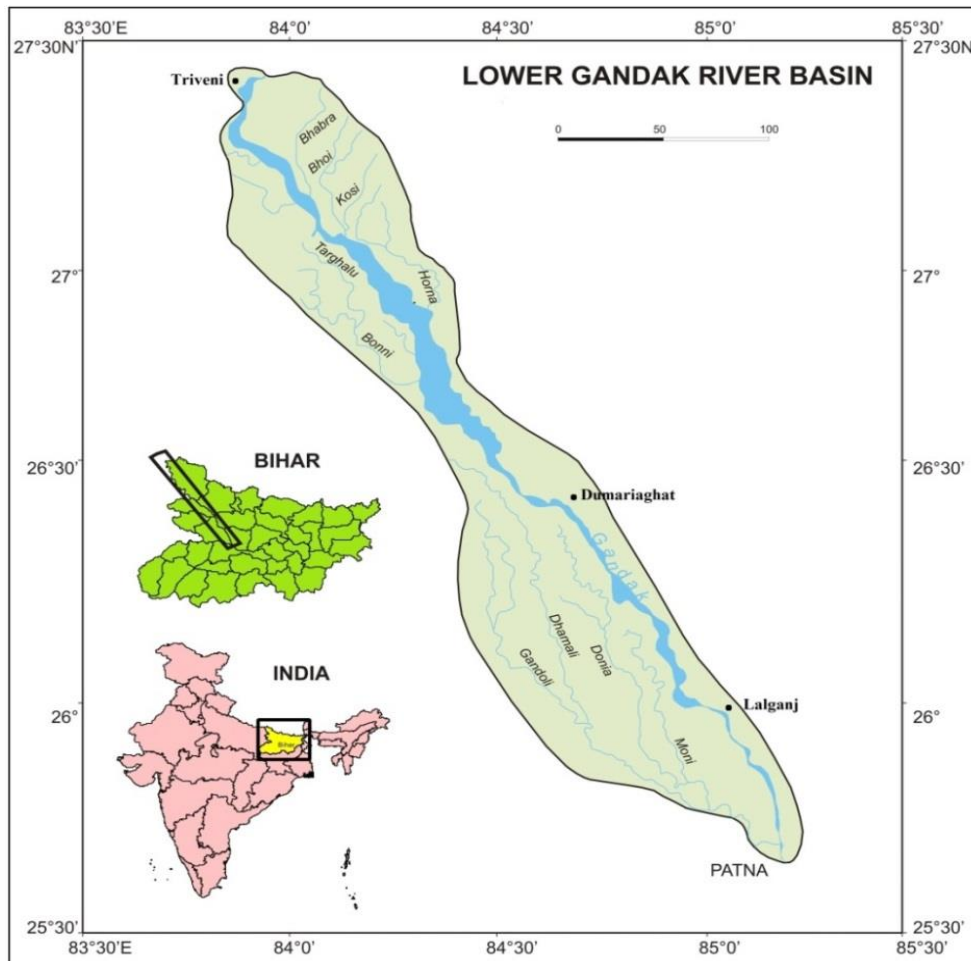 83°30'E
84°0'
84°30'
85°0'
85°30'
27°30N'
27°30N'
Triveni
LOWER GANDAK RIVER BASIN
0
50
100
Bhabra
Bhoi
Kosi
Targhalu
27°
27°
Horna
Bonni
26°30'
26°30'
BIHAR
Dumariaghat
Gandak
Dhamali
Donia
Gandoli
INDIA
26°
26°
Lalganj
Bihar
Moni
PATNA
25°30'
25°30'
83°30'E
84°0'
84°30'
85°0'
85°30'